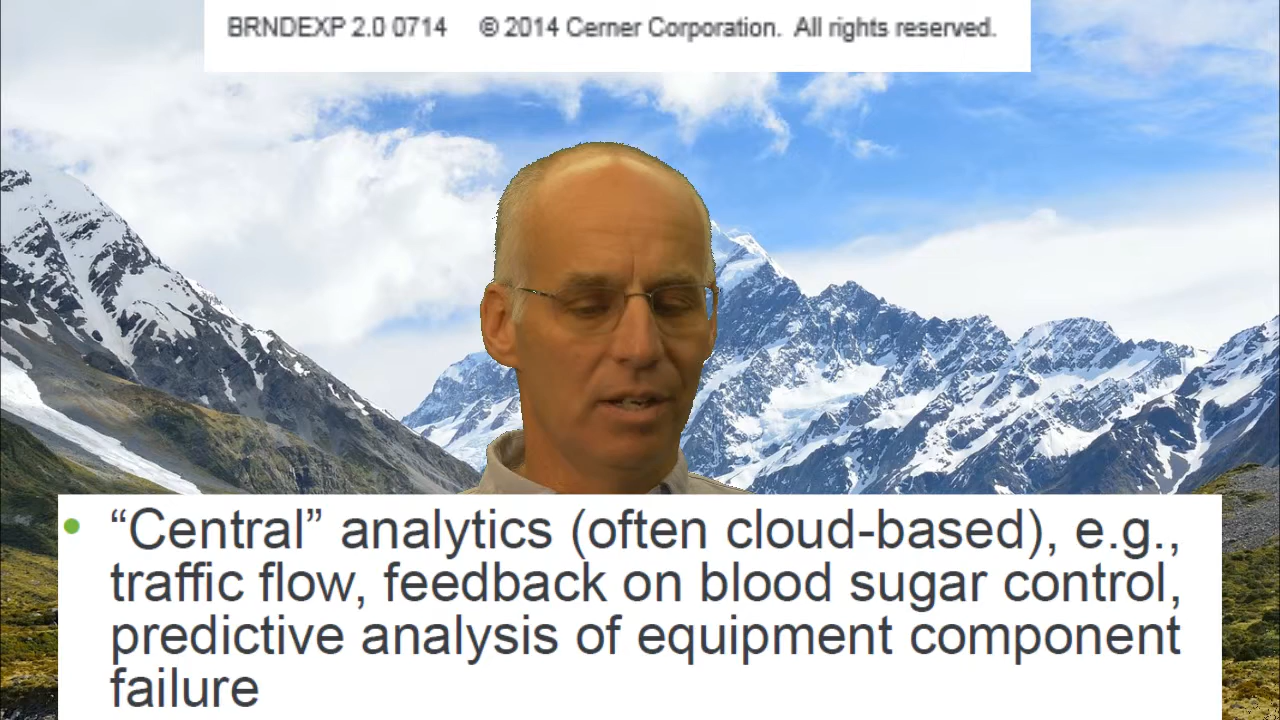 BRNDEXP 2.0 0714 © 2014 Cerner Corporation. All rights reserved.
• “Central” analytics (often cloud-based), e.g.,
traffic flow, feedback on blood sugar control,
predictive analysis of equipment component
failure